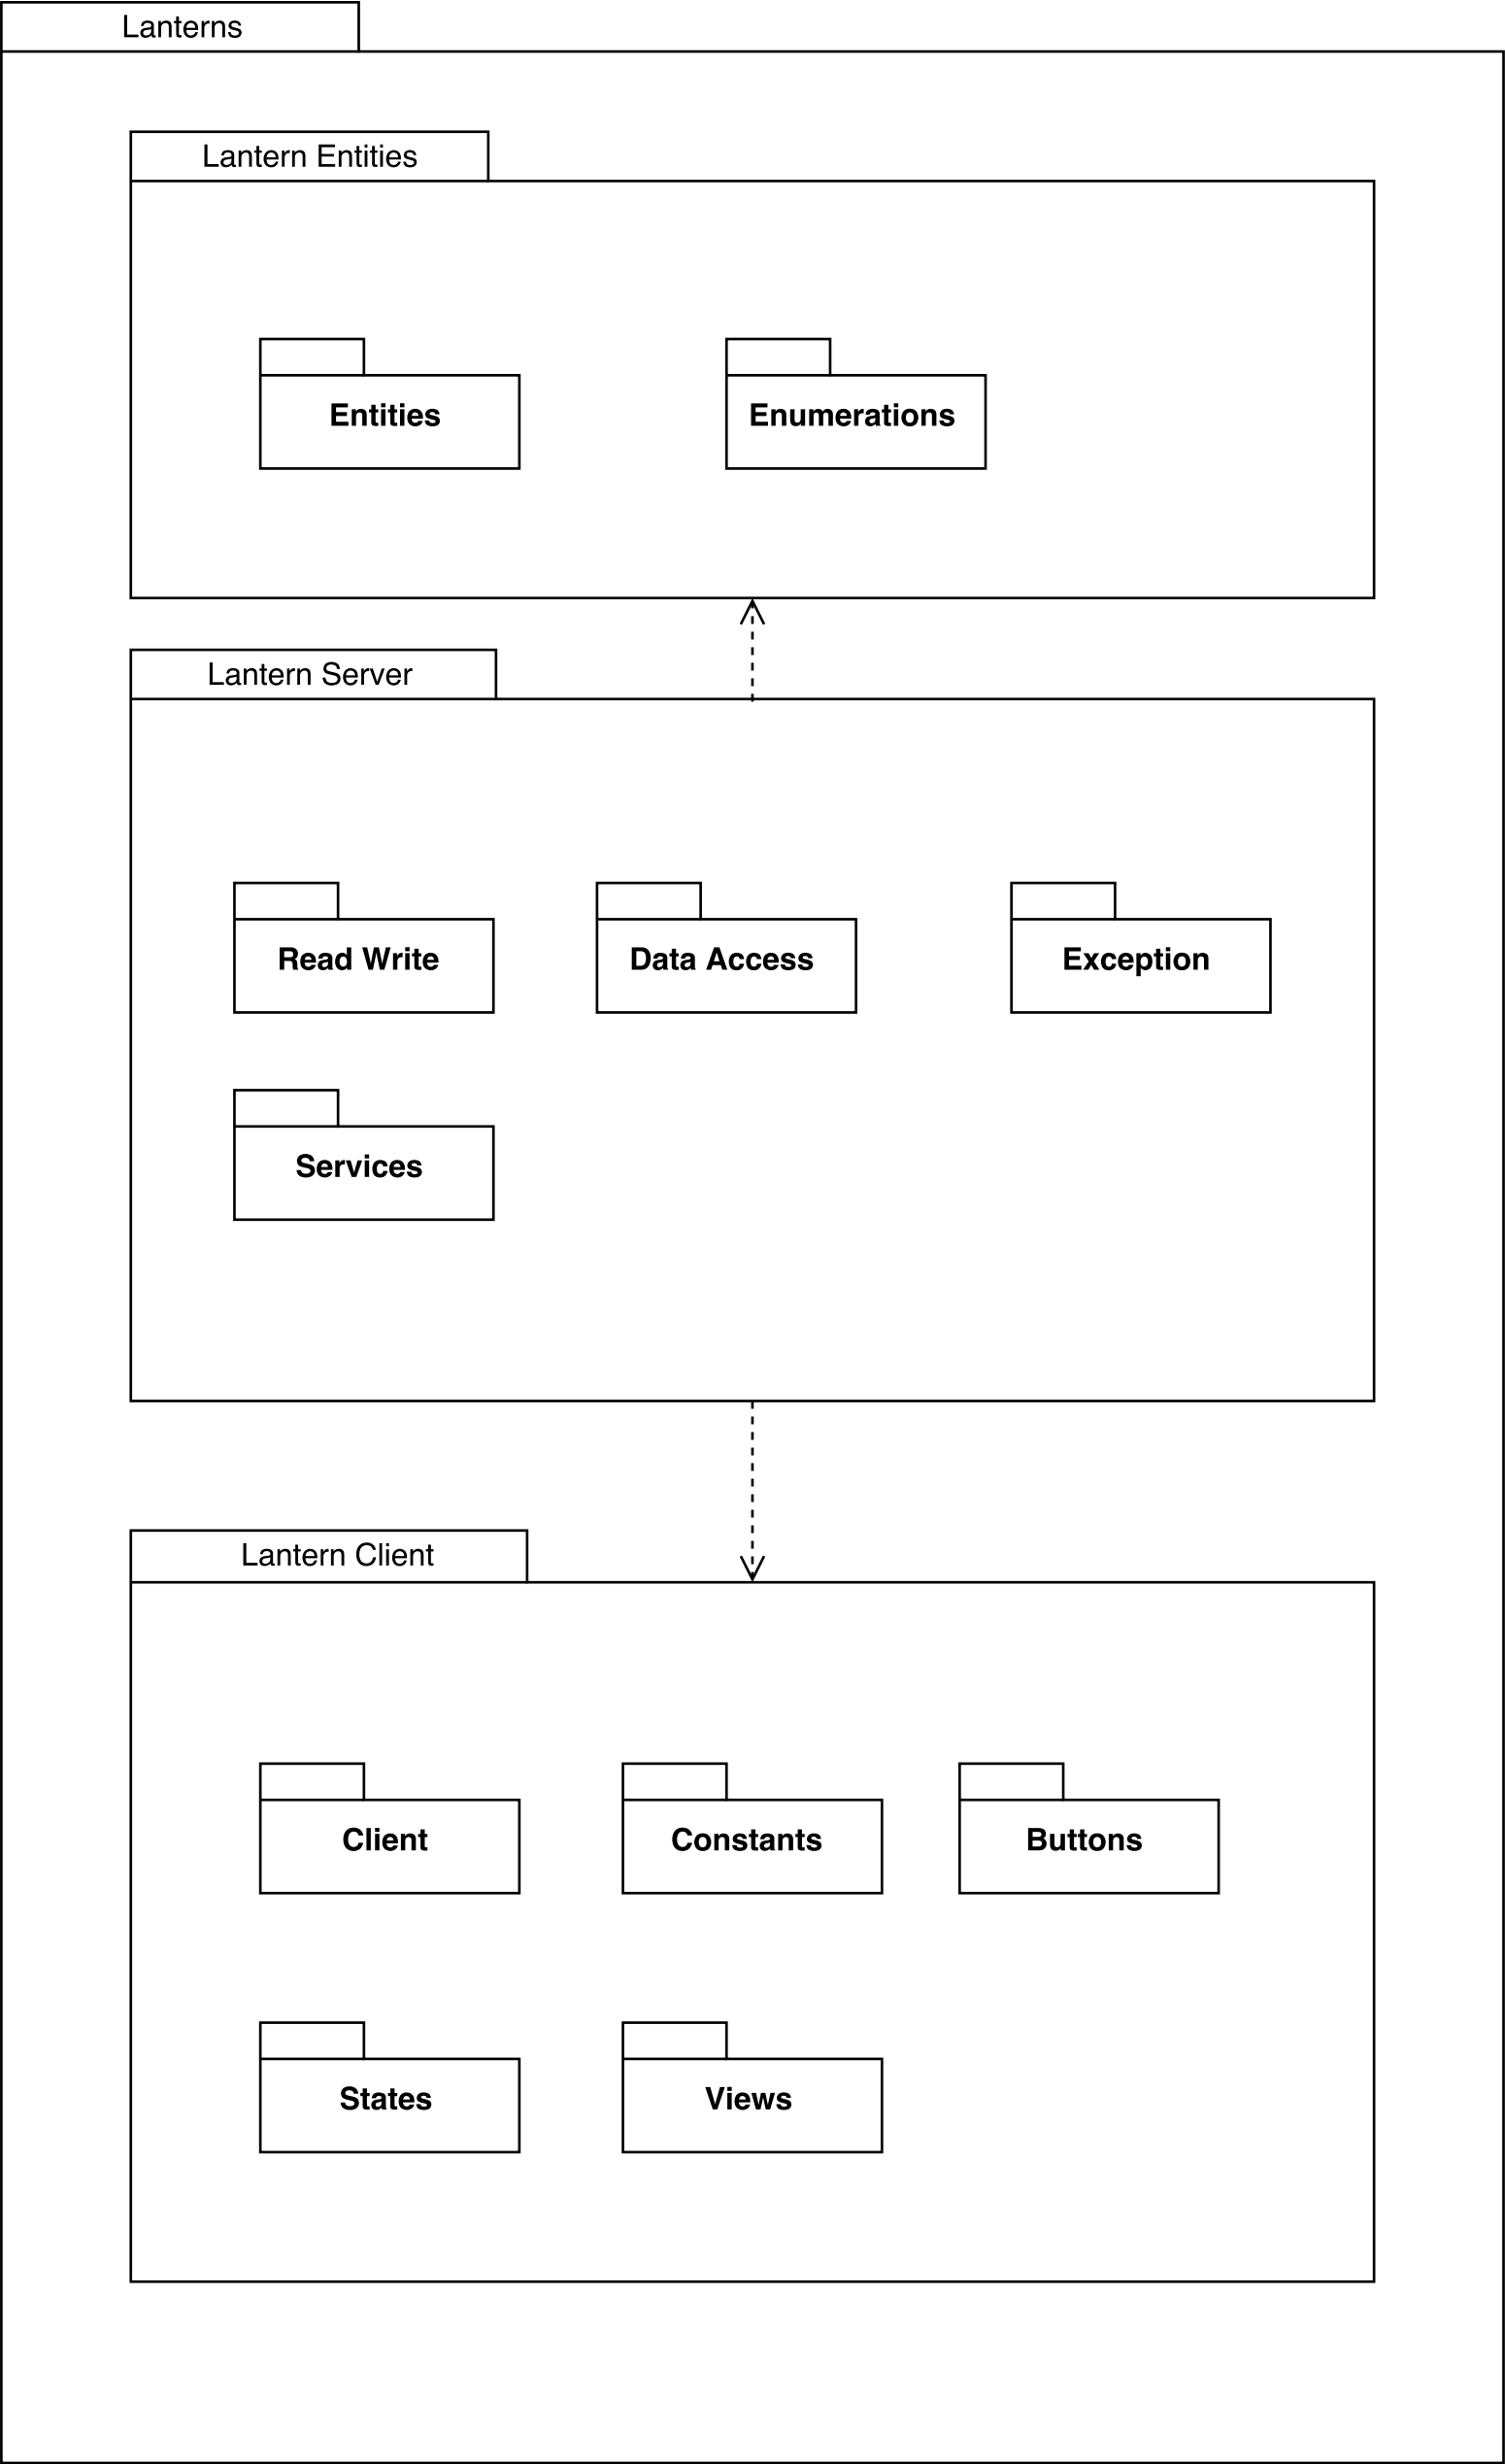 Lanterns
Lantern Entities
Entities
Enumerations
Lantern Server
Read Write
Data Access
Exception
Services
Lantern Client
Client
Constants
Buttons
States
Views